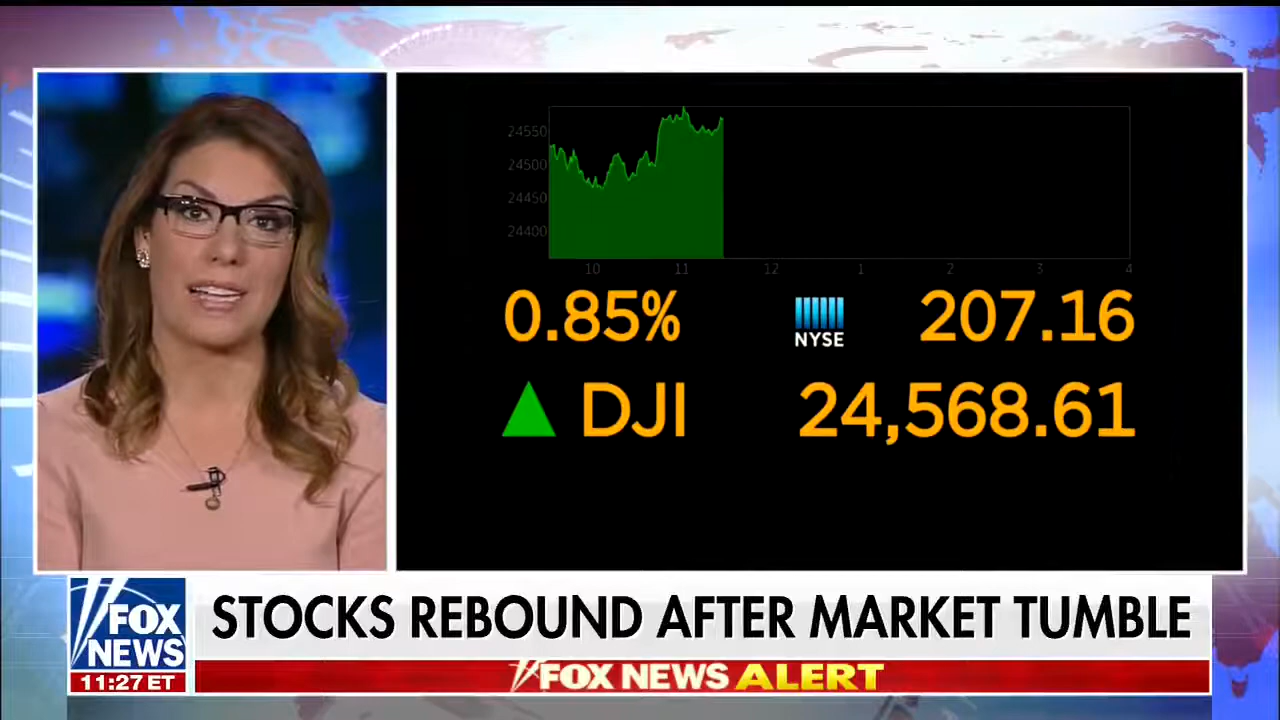 24550
24500
24450
24400
10 11 12 1 2 3 4
0.85% NYSE 207.16
DJI 24,568.61
FOX
NEWS
11:27 ET
STOCKS REBOUND AFTER MARKET TUMBLE
FOX NEWS ALERT